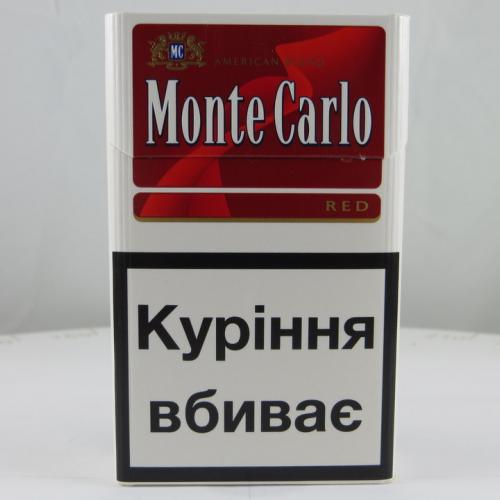 MC
AMERICAN BLEND
Monte Carlo
RED
Куріння
вбиває